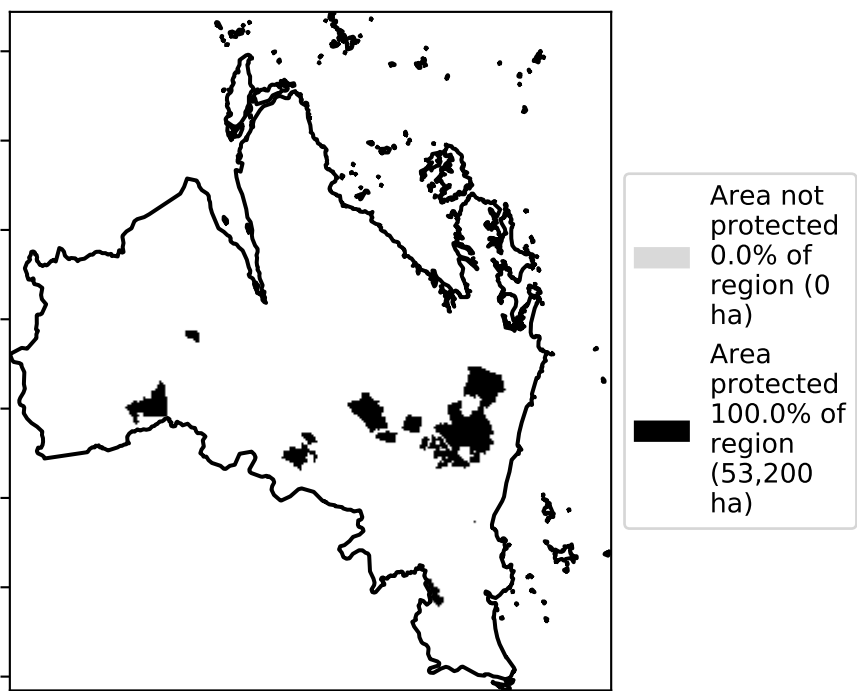 Area not
protected
0.0% of
region (0
ha)
Area
protected
100.0% of
region
(53,200
ha)